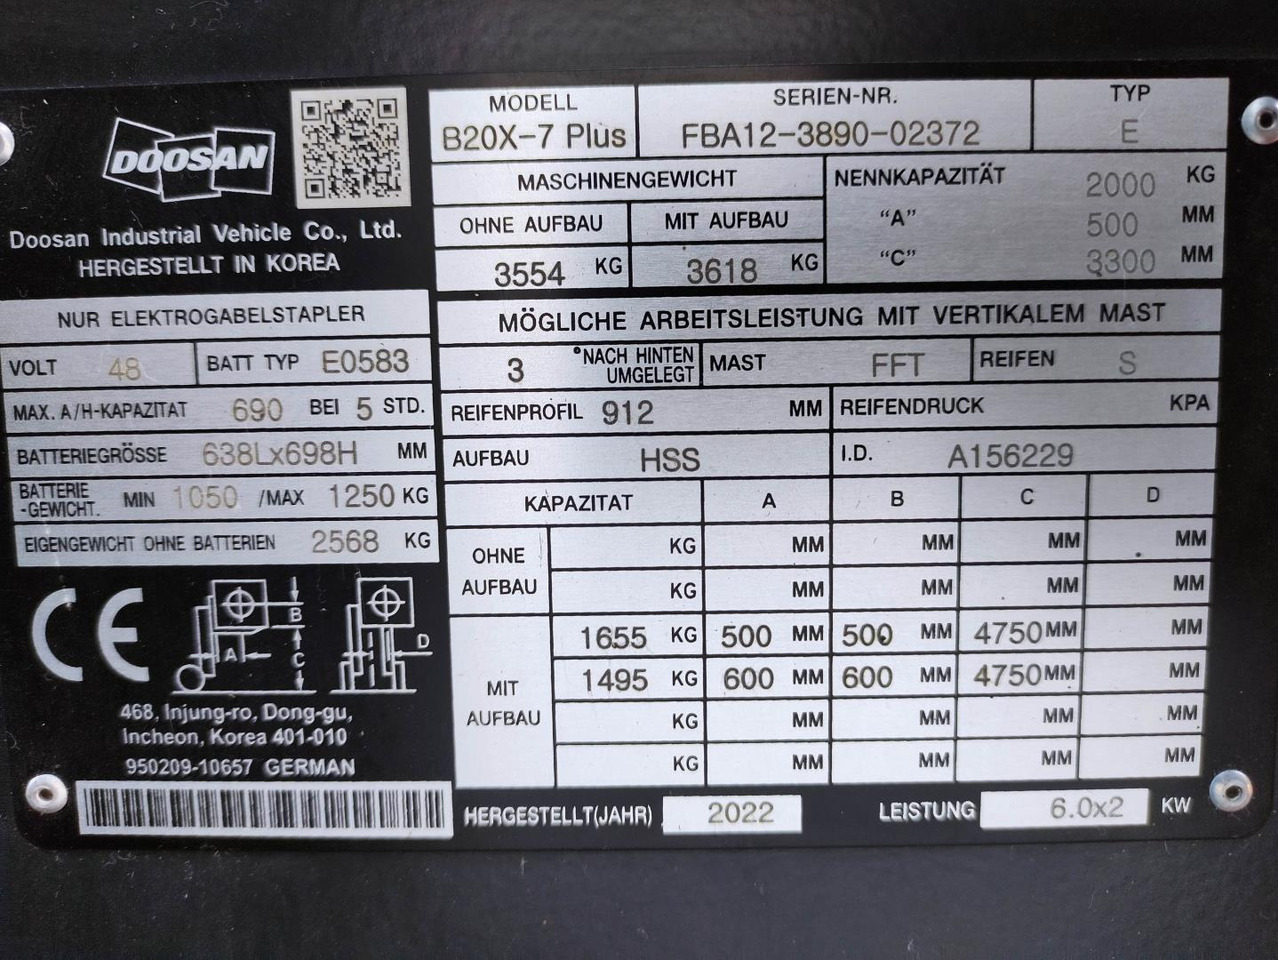 DOOSAN
Doosan Industrial Vehicle Co., Ltd.
HERGESTELLT IN KOREA
MODELL
B20X-7 Plus
SERIEN-NR.
FBA12-3890-02372
TYP
E
MASCHINENGEWICHT
OHNE AUFBAU
MIT AUFBAU
3554 KG
3618 KG
NENNKAPAZITÄT 2000 KG
“A” 500 MM
“C” 3300 MM
NUR ELEKTROGABELSTAPLER
VOLT 48
BATT TYP E0583
MAX. A/H-KAPAZITAT 690 BEI 5 STD.
BATTERIEGRÖSSE 638Lx698H MM
BATTERIE
-GEWICHT. MIN 1050 /MAX 1250 KG
EIGENGEWICHT OHNE BATTERIEN 2568 KG
MÖGLICHE ARBEITSLEISTUNG MIT VERTIKALEM MAST
3 °NACH HINTEN
UMGELEGT
MAST FFT
REIFEN S
REIFENPROFIL 912 MM
REIFENDRUCK KPA
AUFBAU HSS
I.D. A156229
KAPAZITAT A B C D
OHNE
AUFBAU
KG MM MM MM MM
KG MM MM MM MM
MIT
AUFBAU
1655 KG 500 MM 500 MM 4750 MM MM
1495 KG 600 MM 600 MM 4750 MM MM
KG MM MM MM MM
KG MM MM MM MM
CE
A B C D
468, Injung-ro, Dong-gu,
Incheon, Korea 401-010
950209-10657 GERMAN
HERGESTELLT(JAHR) 2022
LEISTUNG 6.0x2 KW